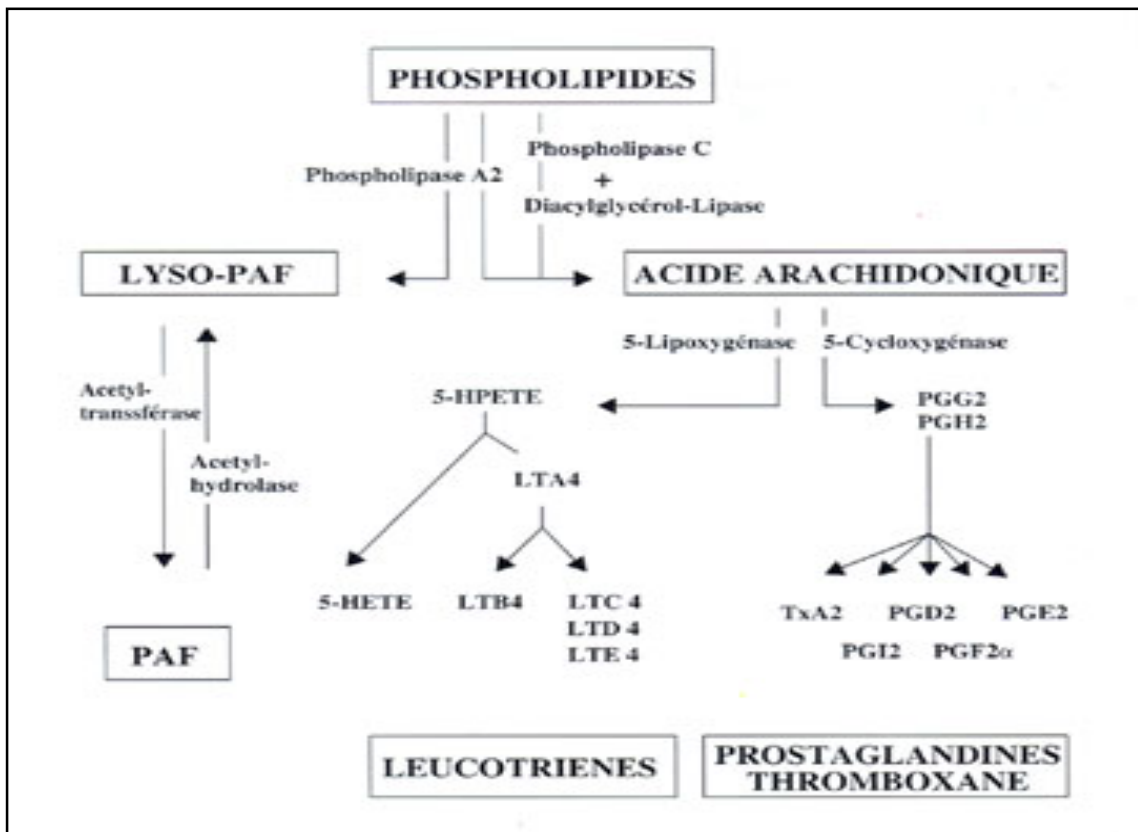 PHOSPHOLIPIDES
Phospholipase A2
Phospholipase C
+
Diacylglycérol-Lipase
LYSO-PAF
ACIDE ARACHIDONIQUE
5-Lipoxygénase
5-Cycloxygénase
Acetyl-
transsférase
Acetyl-
hydrolase
5-HPETE
PGG2
PGH2
LTA4
5-HETE
LTB4
LTC 4
LTD 4
LTE 4
TxA2
PGD2
PGE2
PGI2
PGF2α
PAF
LEUCOTRIENES
PROSTAGLANDINES
THROMBOXANE